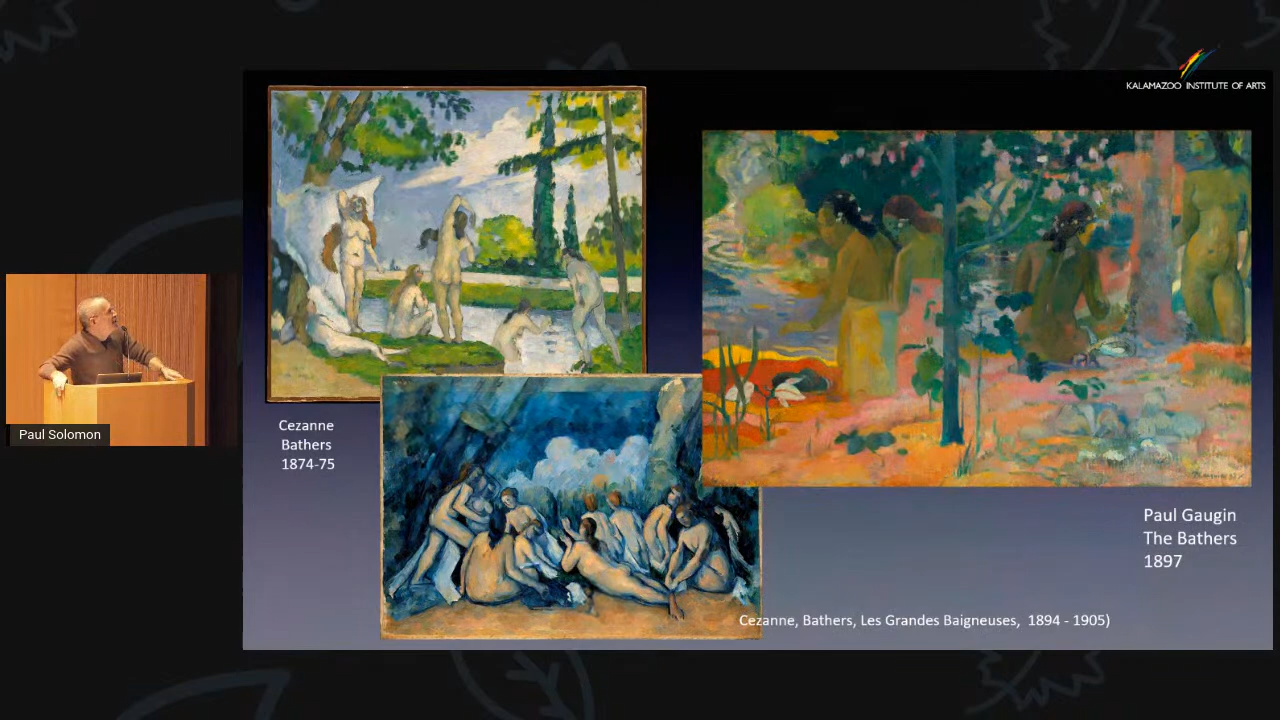 KALAMAZOO INSTITUTE OF ARTS
Paul Solomon
Cezanne
Bathers
1874-75
Paul Gaugin
The Bathers
1897
Cezanne, Bathers, Les Grandes Baigneuses, 1894 - 1905)